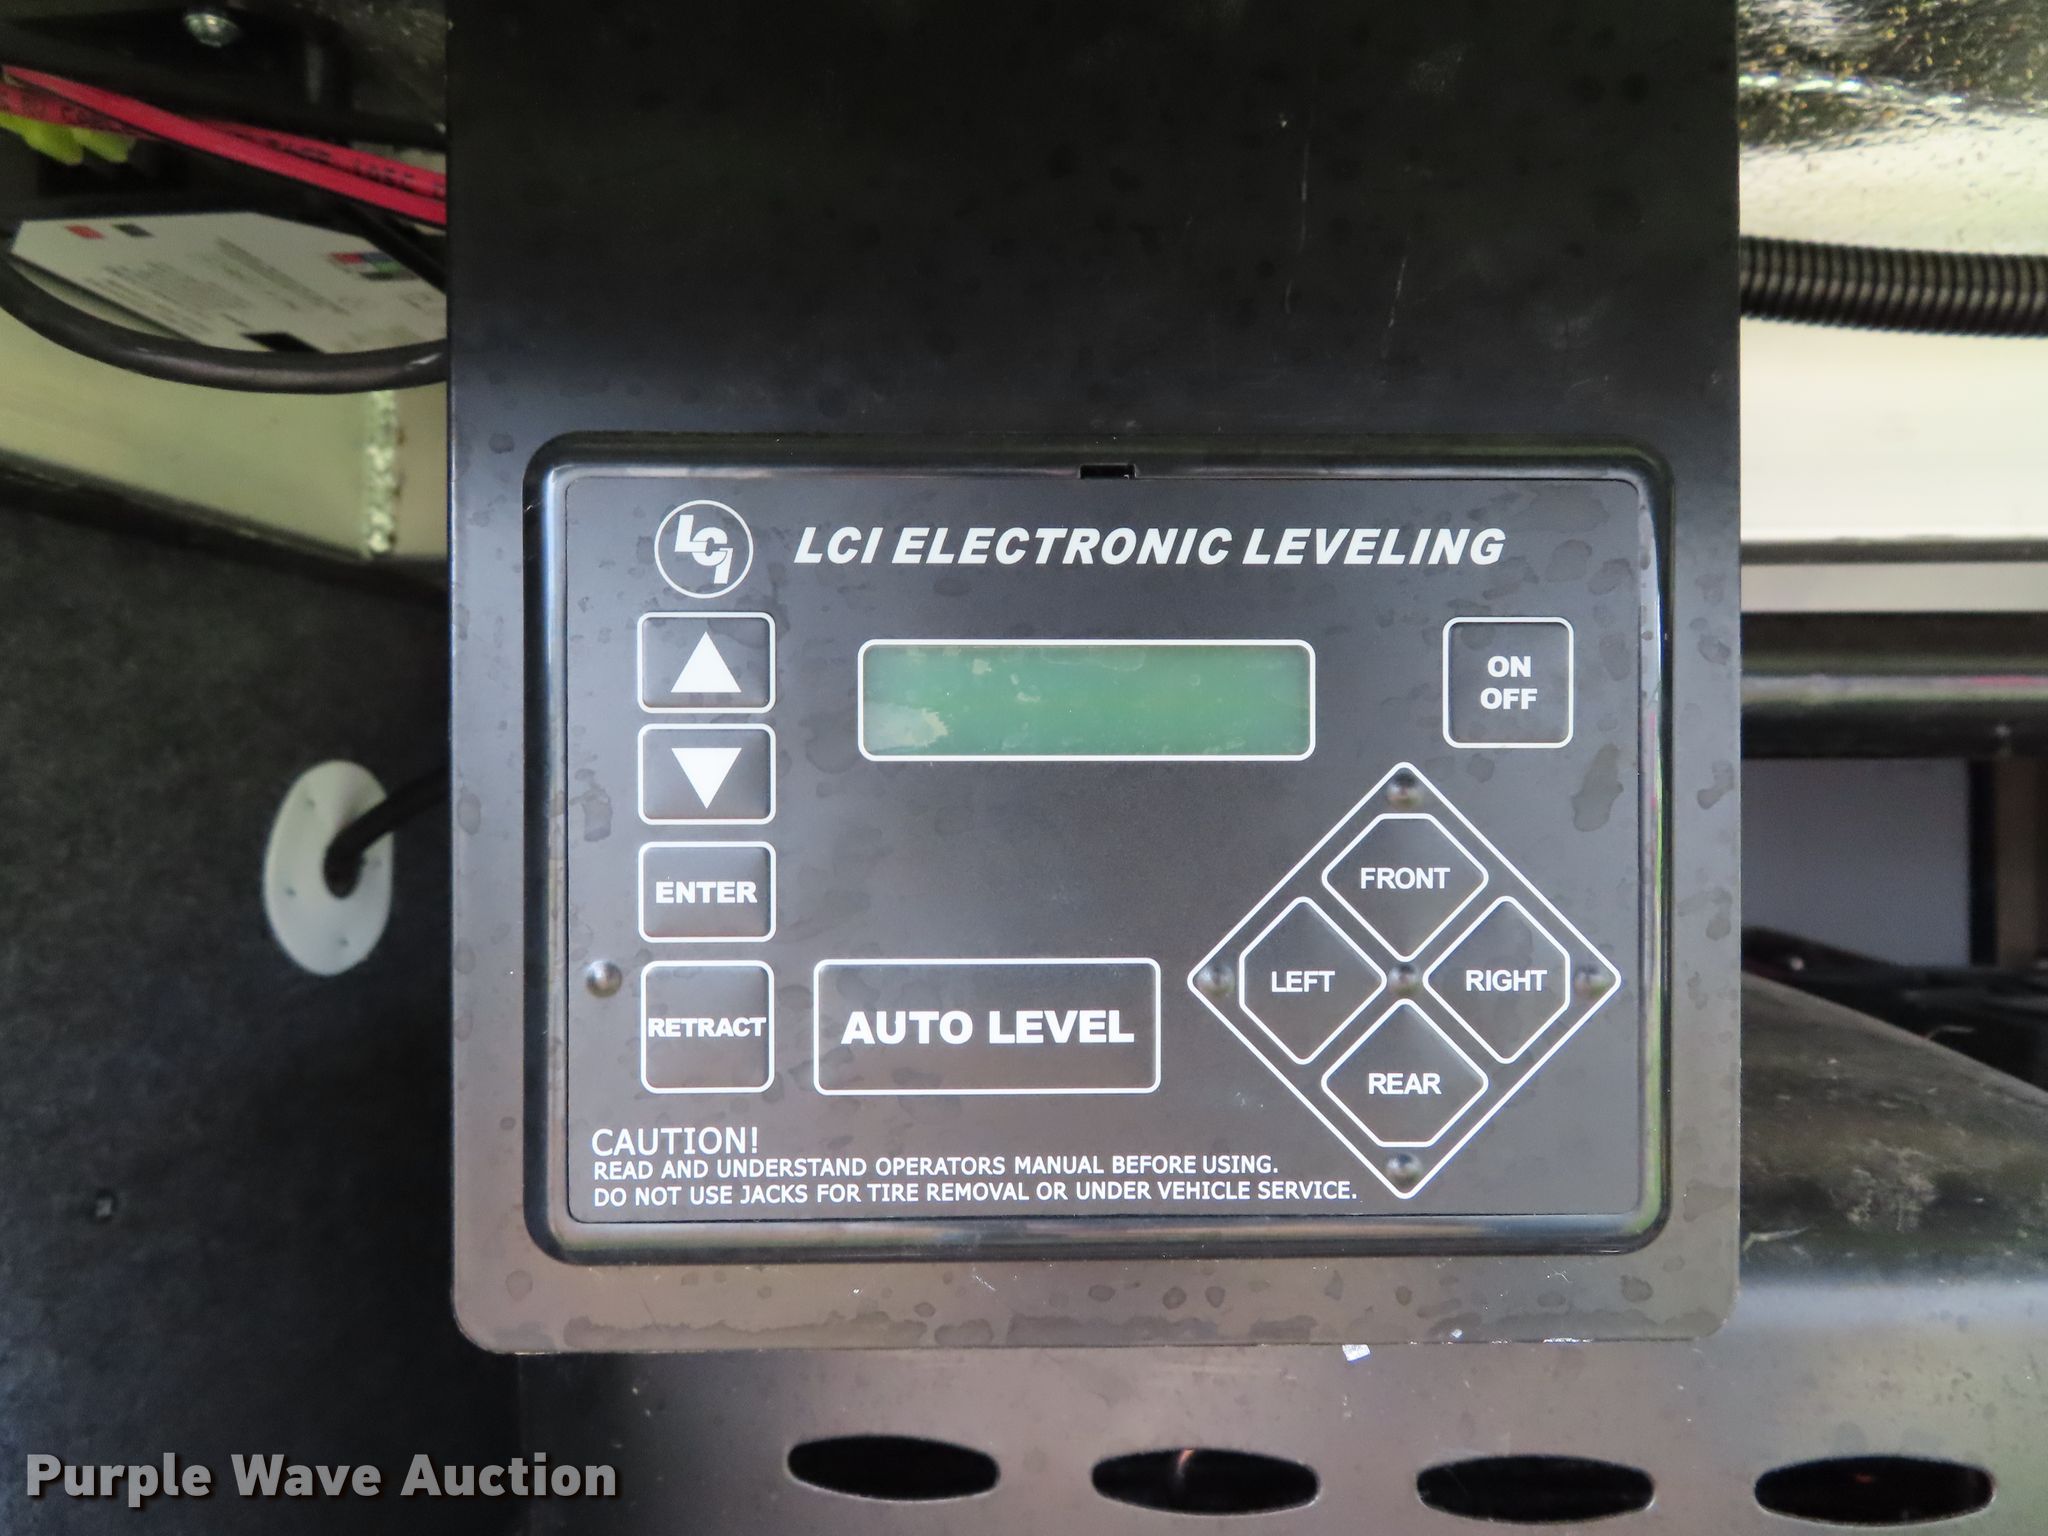 LCI
LCI ELECTRONIC LEVELING
ON
OFF
ENTER
RETRACT
AUTO LEVEL
FRONT
LEFT
RIGHT
REAR
CAUTION!
READ AND UNDERSTAND OPERATORS MANUAL BEFORE USING.
DO NOT USE JACKS FOR TIRE REMOVAL OR UNDER VEHICLE SERVICE.
Purple Wave Auction